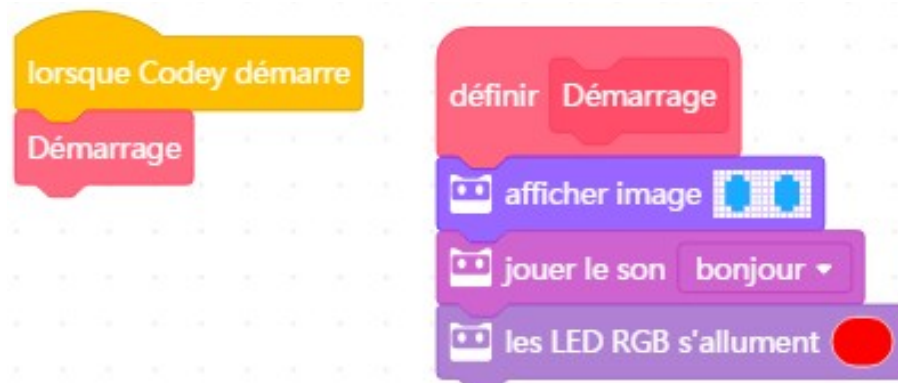 lorsque Codey démarre
Démarrage
définir Démarrage
afficher image
jouer le son bonjour
les LED RGB s'allument